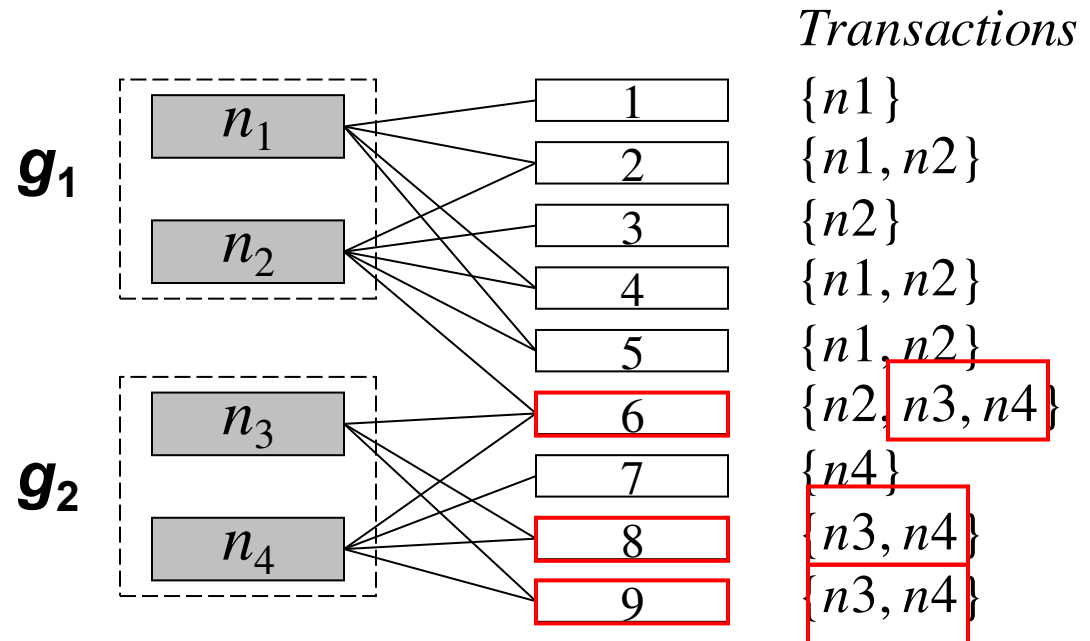 Transactions
n1 1 {n1}
g1 2 {n1, n2}
n2 3 {n2}
4 {n1, n2}
5 {n1, n2}
n3 6 {n2, n3, n4}
g2 7 {n4}
n4 8 {n3, n4}
9 {n3, n4}